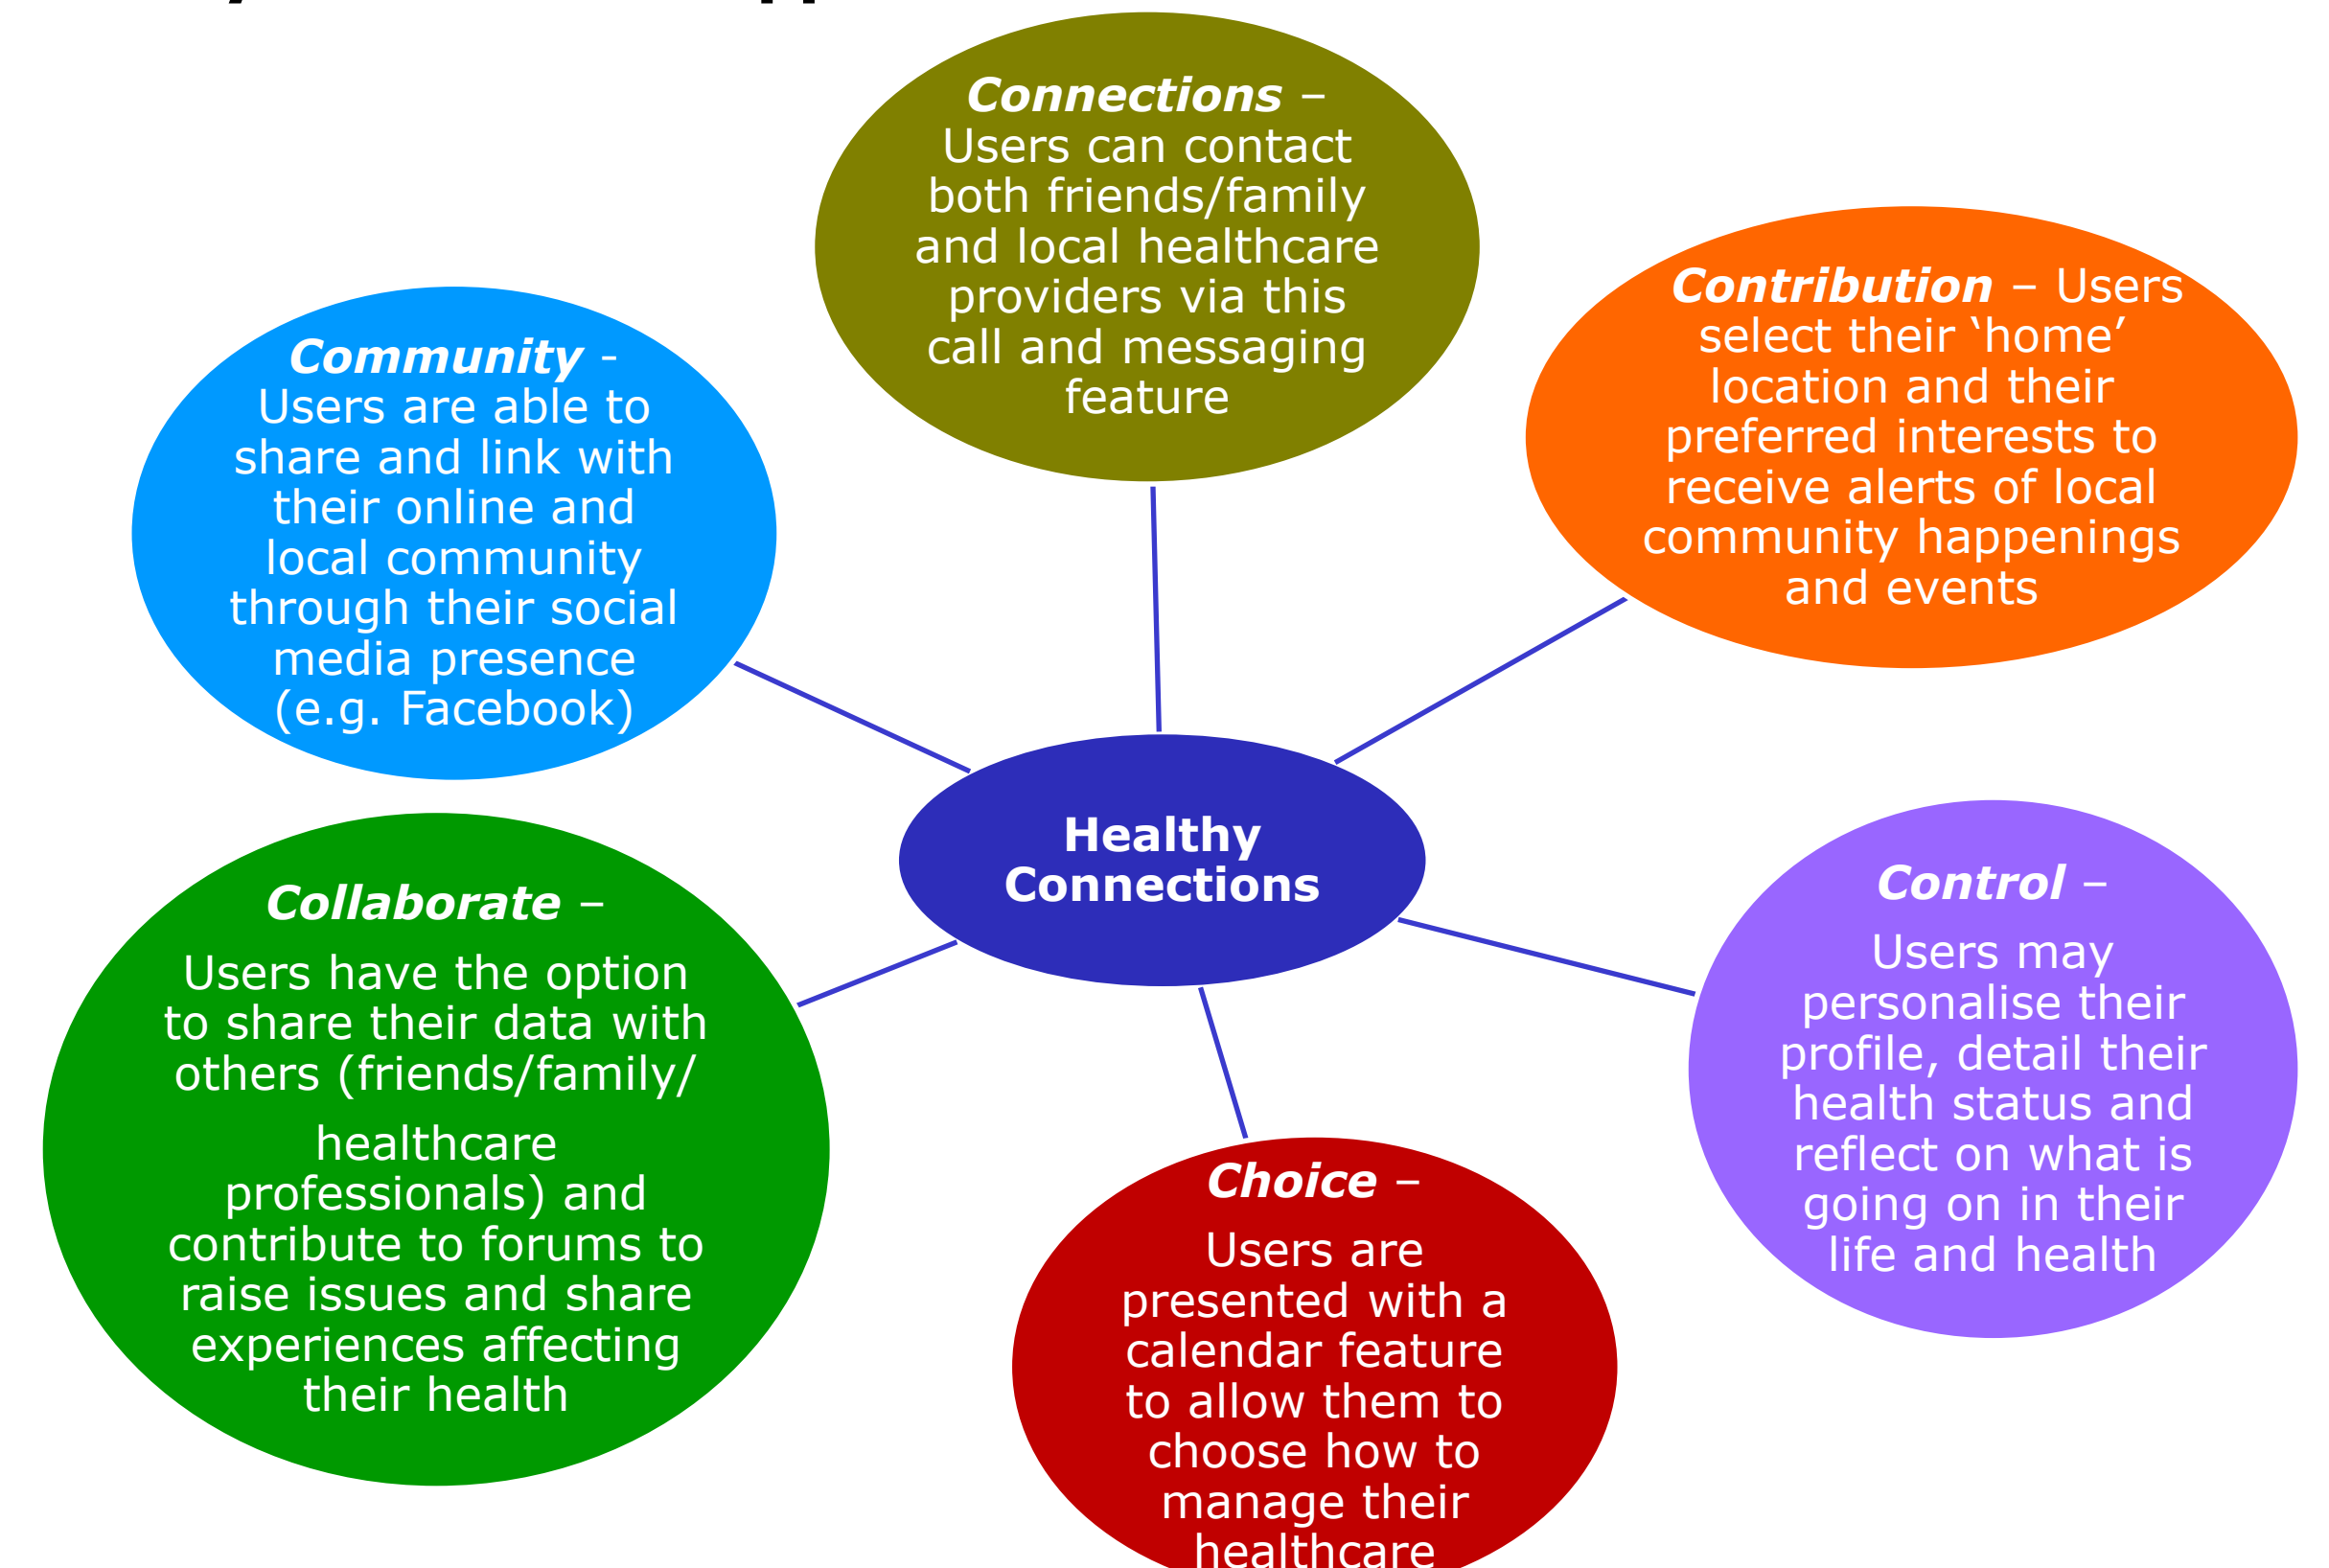 Connections –
Users can contact
both friends/family
and local healthcare
providers via this
call and messaging
feature
Contribution – Users
select their ‘home’
location and their
preferred interests to
receive alerts of local
community happenings
and events
Community -
Users are able to
share and link with
their online and
local community
through their social
media presence
(e.g. Facebook)
Healthy
Connections
Control –
Users may
personalise their
profile, detail their
health status and
reflect on what is
going on in their
life and health
Collaborate –
Users have the option
to share their data with
others (friends/family/
healthcare
professionals) and
contribute to forums to
raise issues and share
experiences affecting
their health
Choice –
Users are
presented with a
calendar feature
to allow them to
choose how to
manage their
healthcare